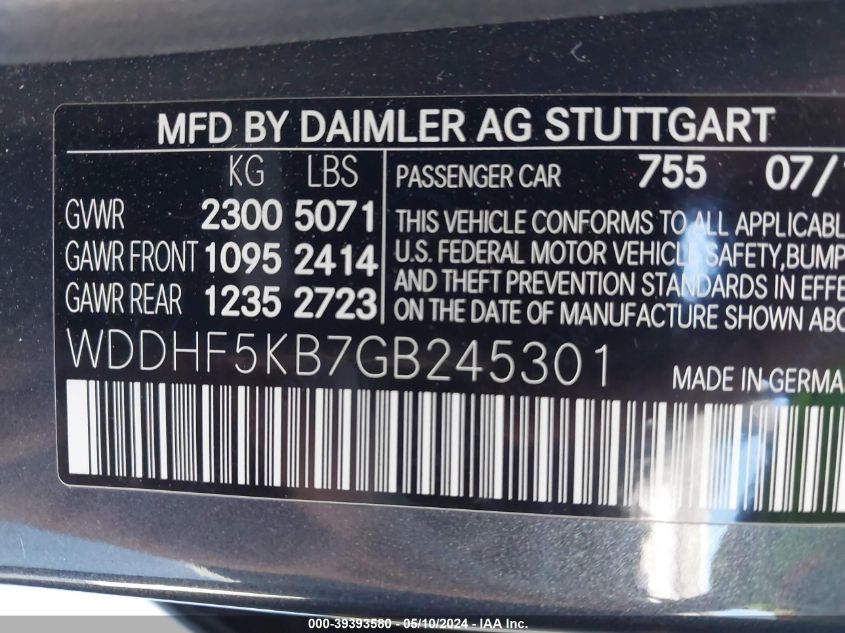 MFD BY DAIMLER AG STUTTGART
KG LBS
GVWR 2300 5071
GAWR FRONT 1095 2414
GAWR REAR 1235 2723
PASSENGER CAR 755 07/
THIS VEHICLE CONFORMS TO ALL APPLICABL
U.S. FEDERAL MOTOR VEHICLE SAFETY,BUMP
AND THEFT PREVENTION STANDARDS IN EFFE
ON THE DATE OF MANUFACTURE SHOWN ABO
WDDHF5KB7GB245301
MADE IN GERMA
000-39393580 - 05/10/2024 - IAA Inc.